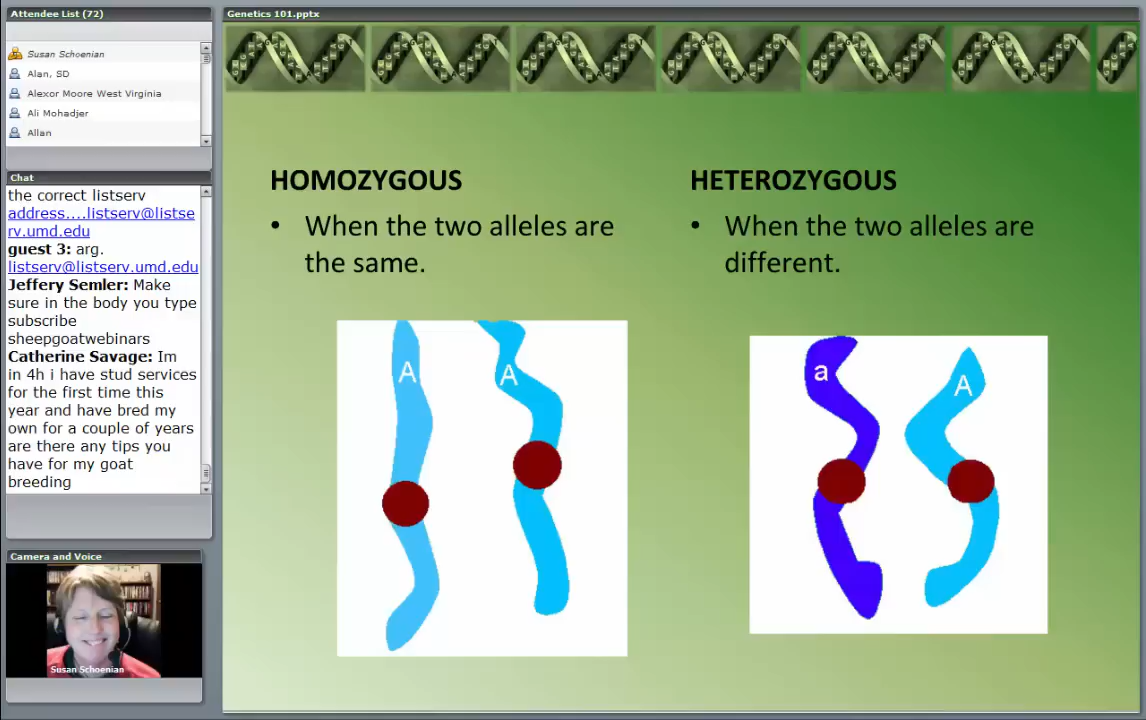 Attendee List (72)
Susan Schoenian
Alan, SD
Alexor Moore West Virginia
Ali Mohadjer
Allan
Chat
the correct listserv
address....listserv@listse
rv.umd.edu
guest 3: arg.
listserv@listserv.umd.edu
Jeffery Semler: Make
sure in the body you type
subscribe
sheepgoatwebinars
Catherine Savage: Im
in 4h i have stud services
for the first time this
year and have bred my
own for a couple of years
are there any tips you
have for my goat
breeding
Camera and Voice
Susan Schoenian
Genetics 101.pptx
HOMOZYGOUS
• When the two alleles are
the same.
A A
HETEROZYGOUS
• When the two alleles are
different.
a A